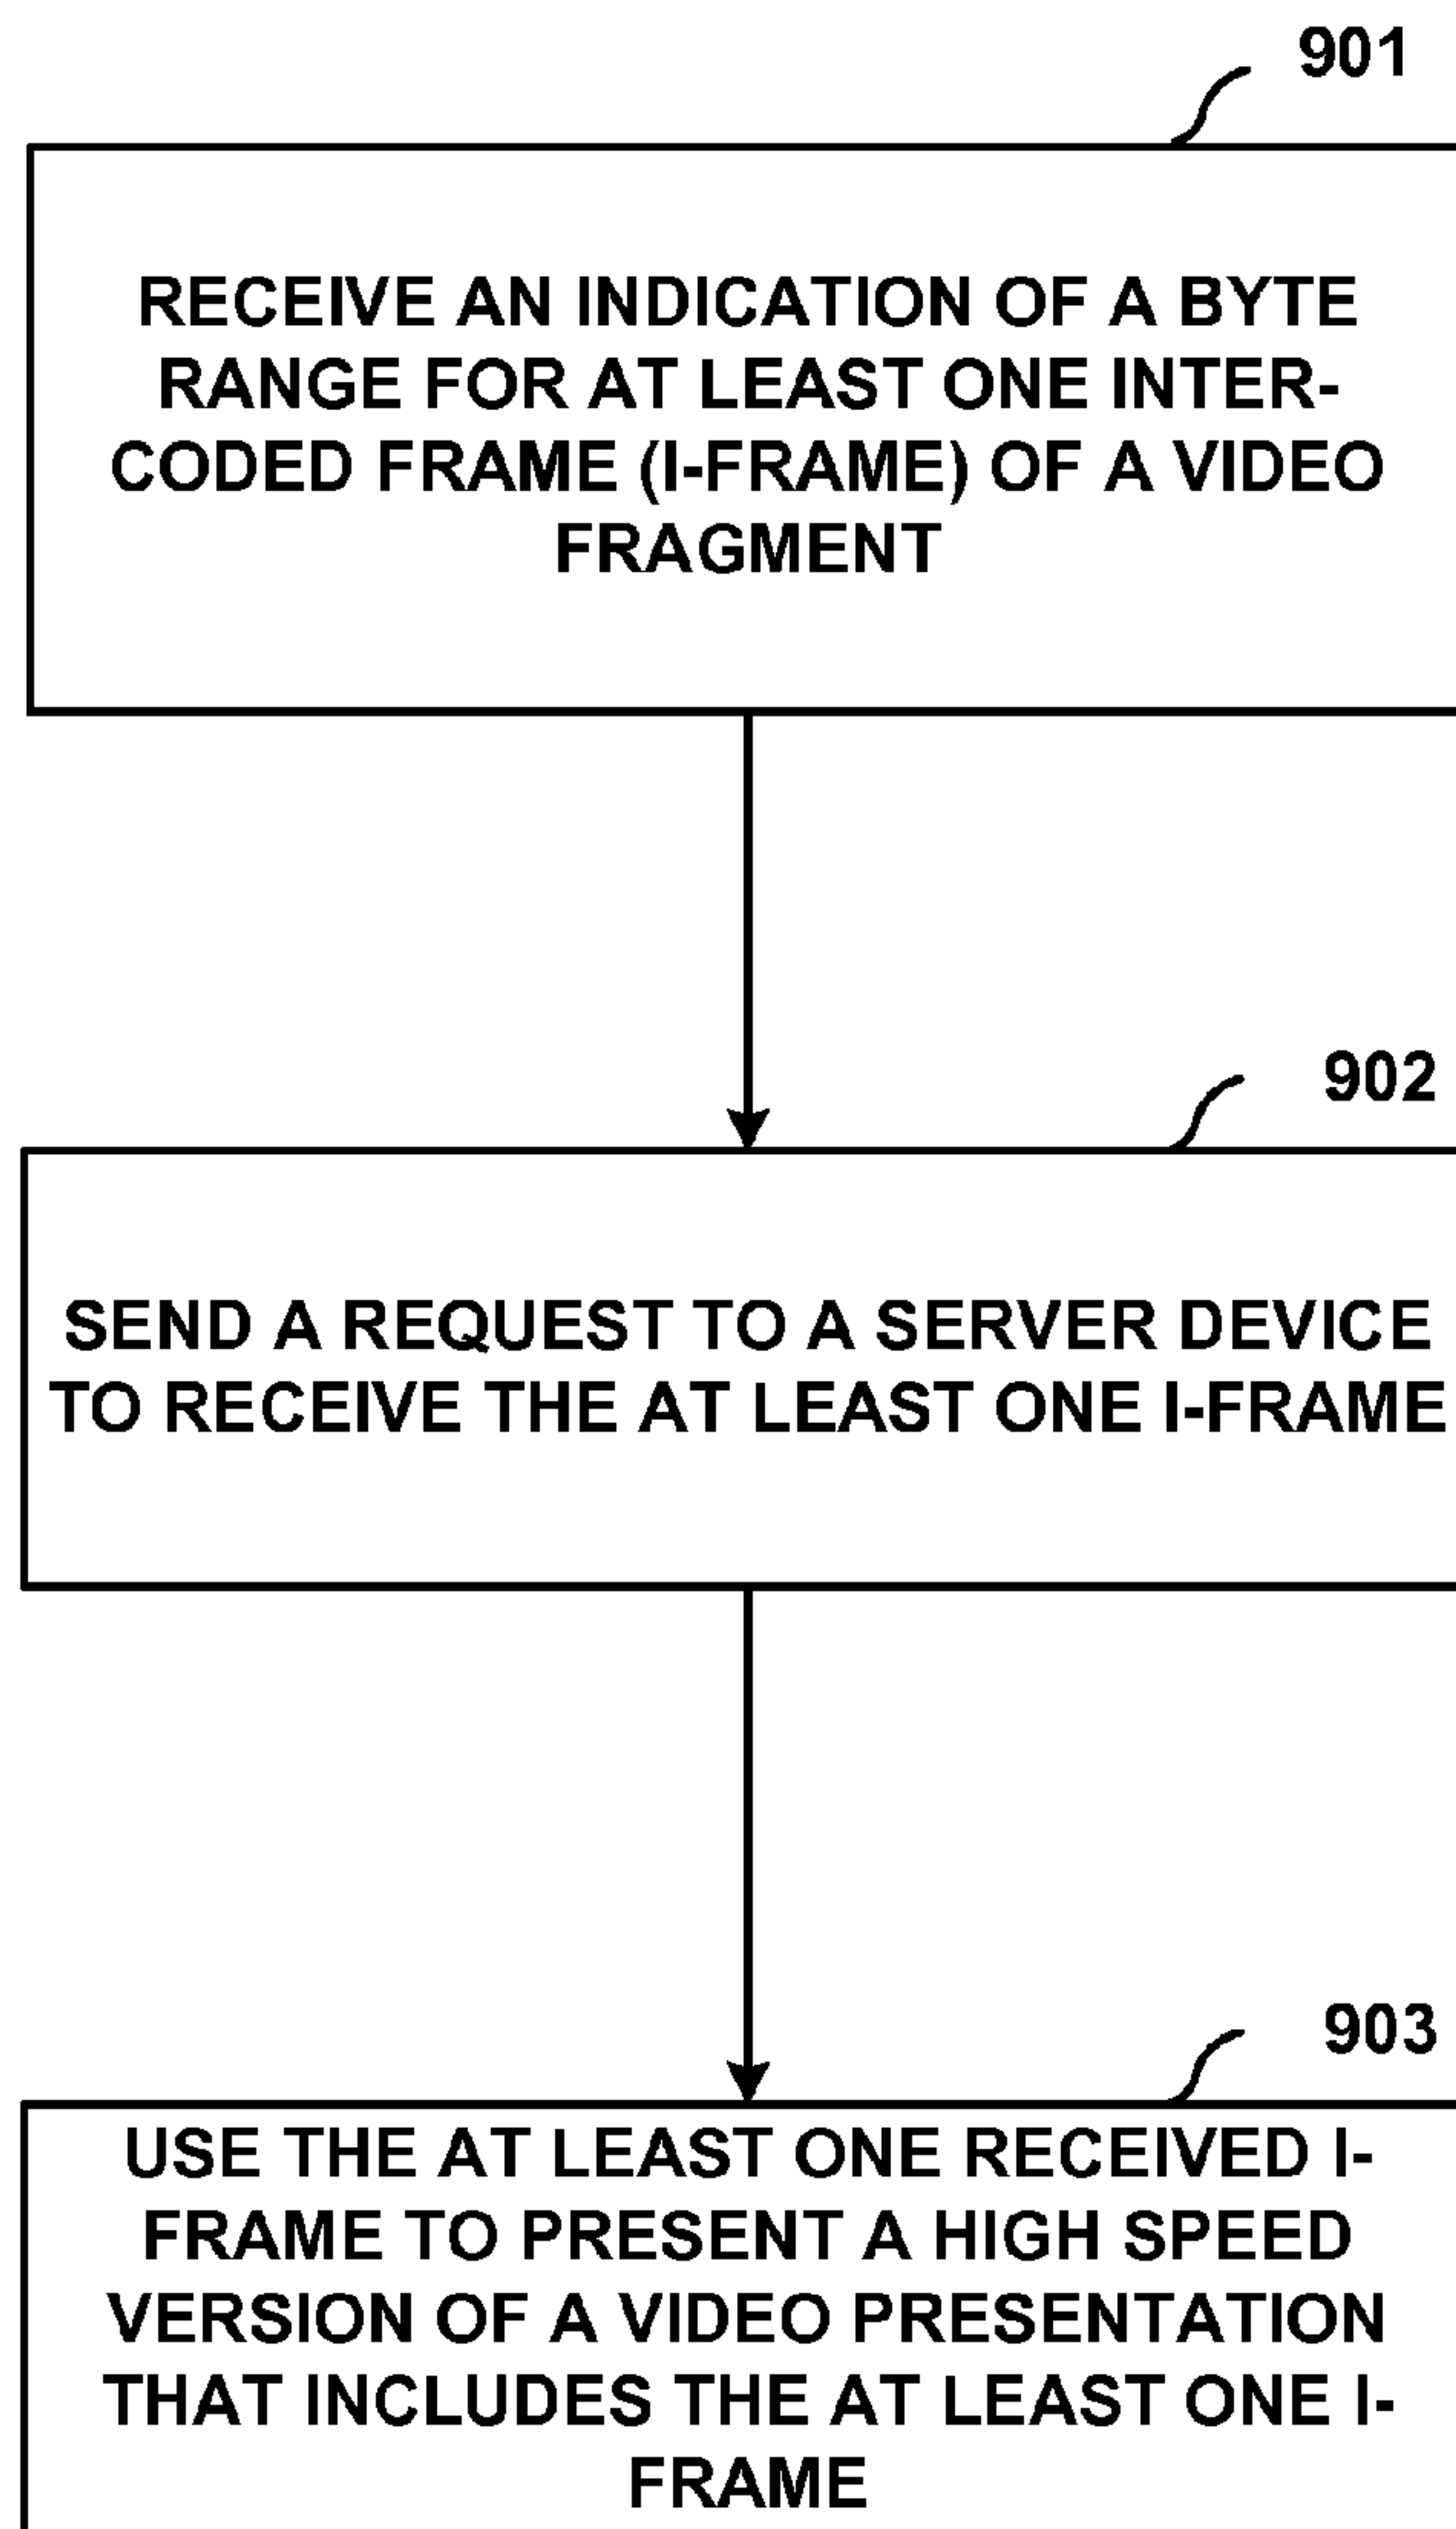 901
RECEIVE AN INDICATION OF A BYTE
RANGE FOR AT LEAST ONE INTER-
CODED FRAME (I-FRAME) OF A VIDEO
FRAGMENT
902
SEND A REQUEST TO A SERVER DEVICE
TO RECEIVE THE AT LEAST ONE I-FRAME
903
USE THE AT LEAST ONE RECEIVED I-
FRAME TO PRESENT A HIGH SPEED
VERSION OF A VIDEO PRESENTATION
THAT INCLUDES THE AT LEAST ONE I-
FRAME